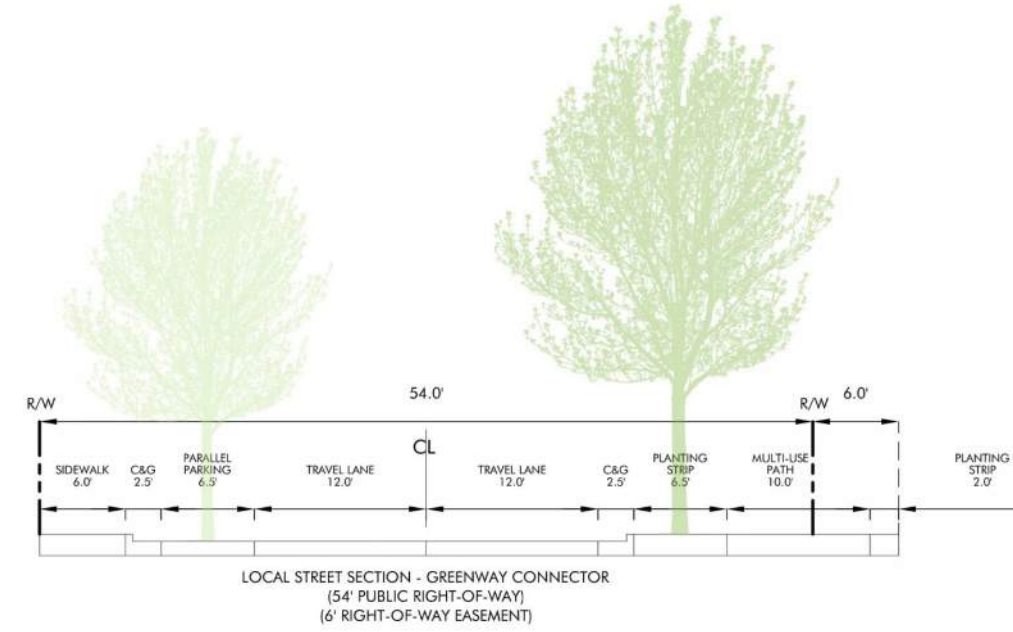 54.0'
6.0'
R/W
R/W
CL
SIDEWALK
6.0'
C&G
2.5'
PARALLEL
PARKING
6.5'
TRAVEL LANE
12.0'
TRAVEL LANE
12.0'
C&G
2.5'
PLANTING
STRIP
6.5'
MULTI-USE
PATH
10.0'
PLANTING
STRIP
2.0'
LOCAL STREET SECTION - GREENWAY CONNECTOR
(54' PUBLIC RIGHT-OF-WAY)
(6' RIGHT-OF-WAY EASEMENT)